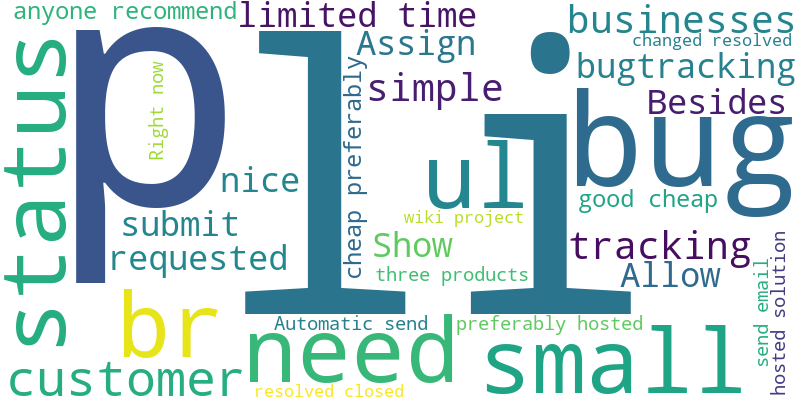 anyone recommend
limited time
businesses
changed resolved
p
li
Assign
bugtracking
status
Right now
cheap preferably
simple
bug
Besides
nice
ul
good cheap
submit
wiki project
requested
Show
tracking
three products
Allow
send email
hosted solution
br
Automatic send
preferably hosted
need
small
customer
resolved closed